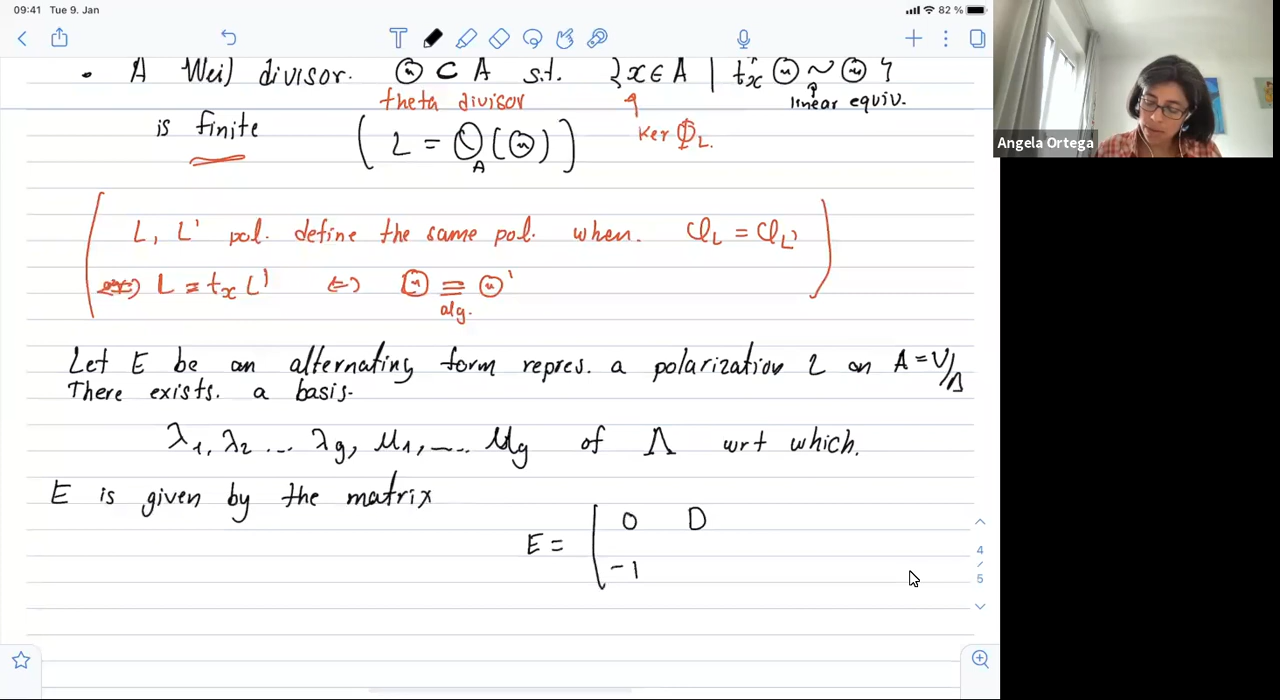 09:41 Tue 9. Jan
82 %
• A Weil divisor. Θ ⊂ A s.t. {x ∈ A | t*x Θ ~ Θ}
theta divisor
linear equiv.
is finite ( L = O_A(Θ) ) ker Φ_L.
L, L' pol. define the same pol. when. φ_L = φ_L'
⇔ L ≡ t_x L' ⇔ Θ ≡ Θ'
alg.
Let E be an alternating form repres. a polarization L on A = V/Λ
There exists. a basis.
λ1, λ2 ... λg, μ1, .... μg of Λ wrt which.
E is given by the matrix
E = ( 0 D
-1
4
5
Angela Ortega